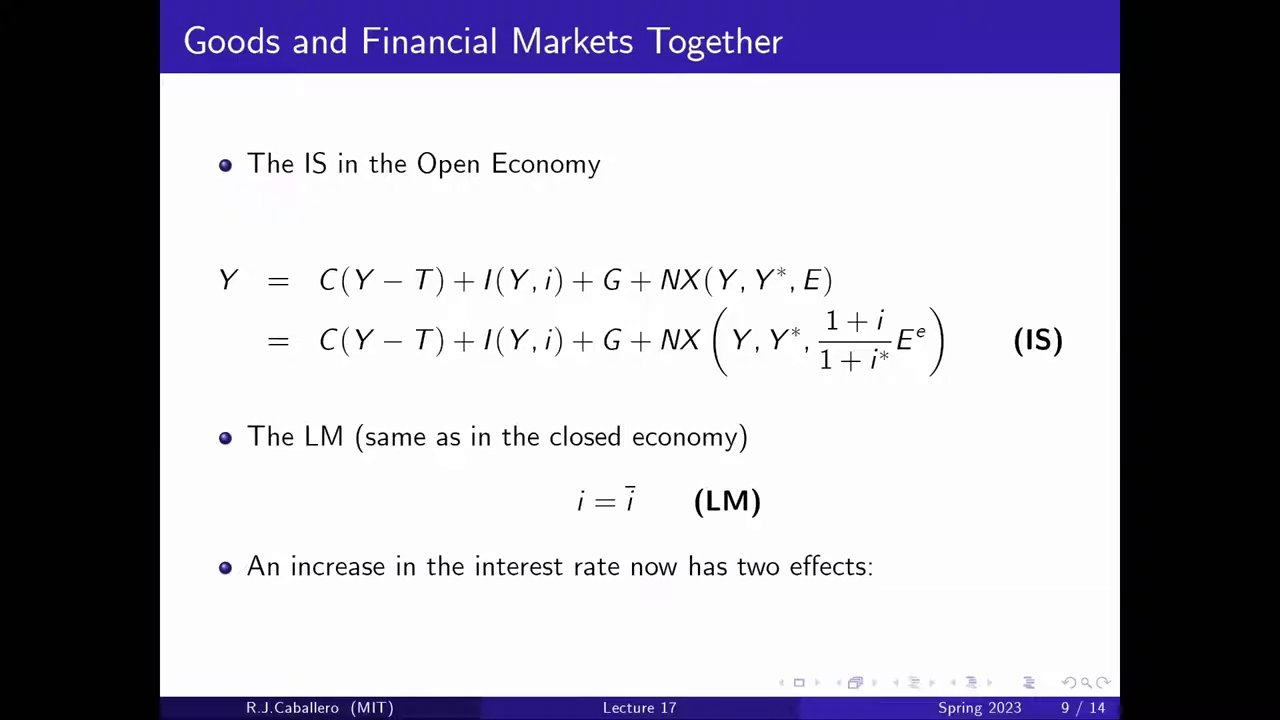 Goods and Financial Markets Together
The IS in the Open Economy
Y = C(Y − T) + I(Y, i) + G + NX(Y, Y*, E)
= C(Y − T) + I(Y, i) + G + NX(Y, Y*, 1 + i / 1 + i* E^e) (IS)
The LM (same as in the closed economy)
i = i̅ (LM)
An increase in the interest rate now has two effects:
R.J.Caballero (MIT) Lecture 17 Spring 2023 9 / 14